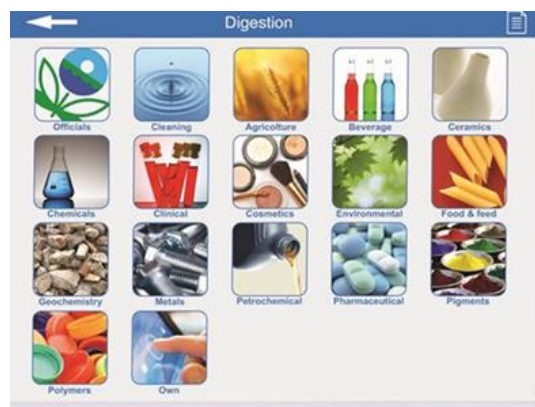 Digestion
Officials
Cleaning
Agricolture
Beverage
Ceramics
Chemicals
Clinical
Cosmetics
Environmental
Food & feed
Geochemistry
Metals
Petrochemical
Pharmaceutical
Pigments
Polymers
Own